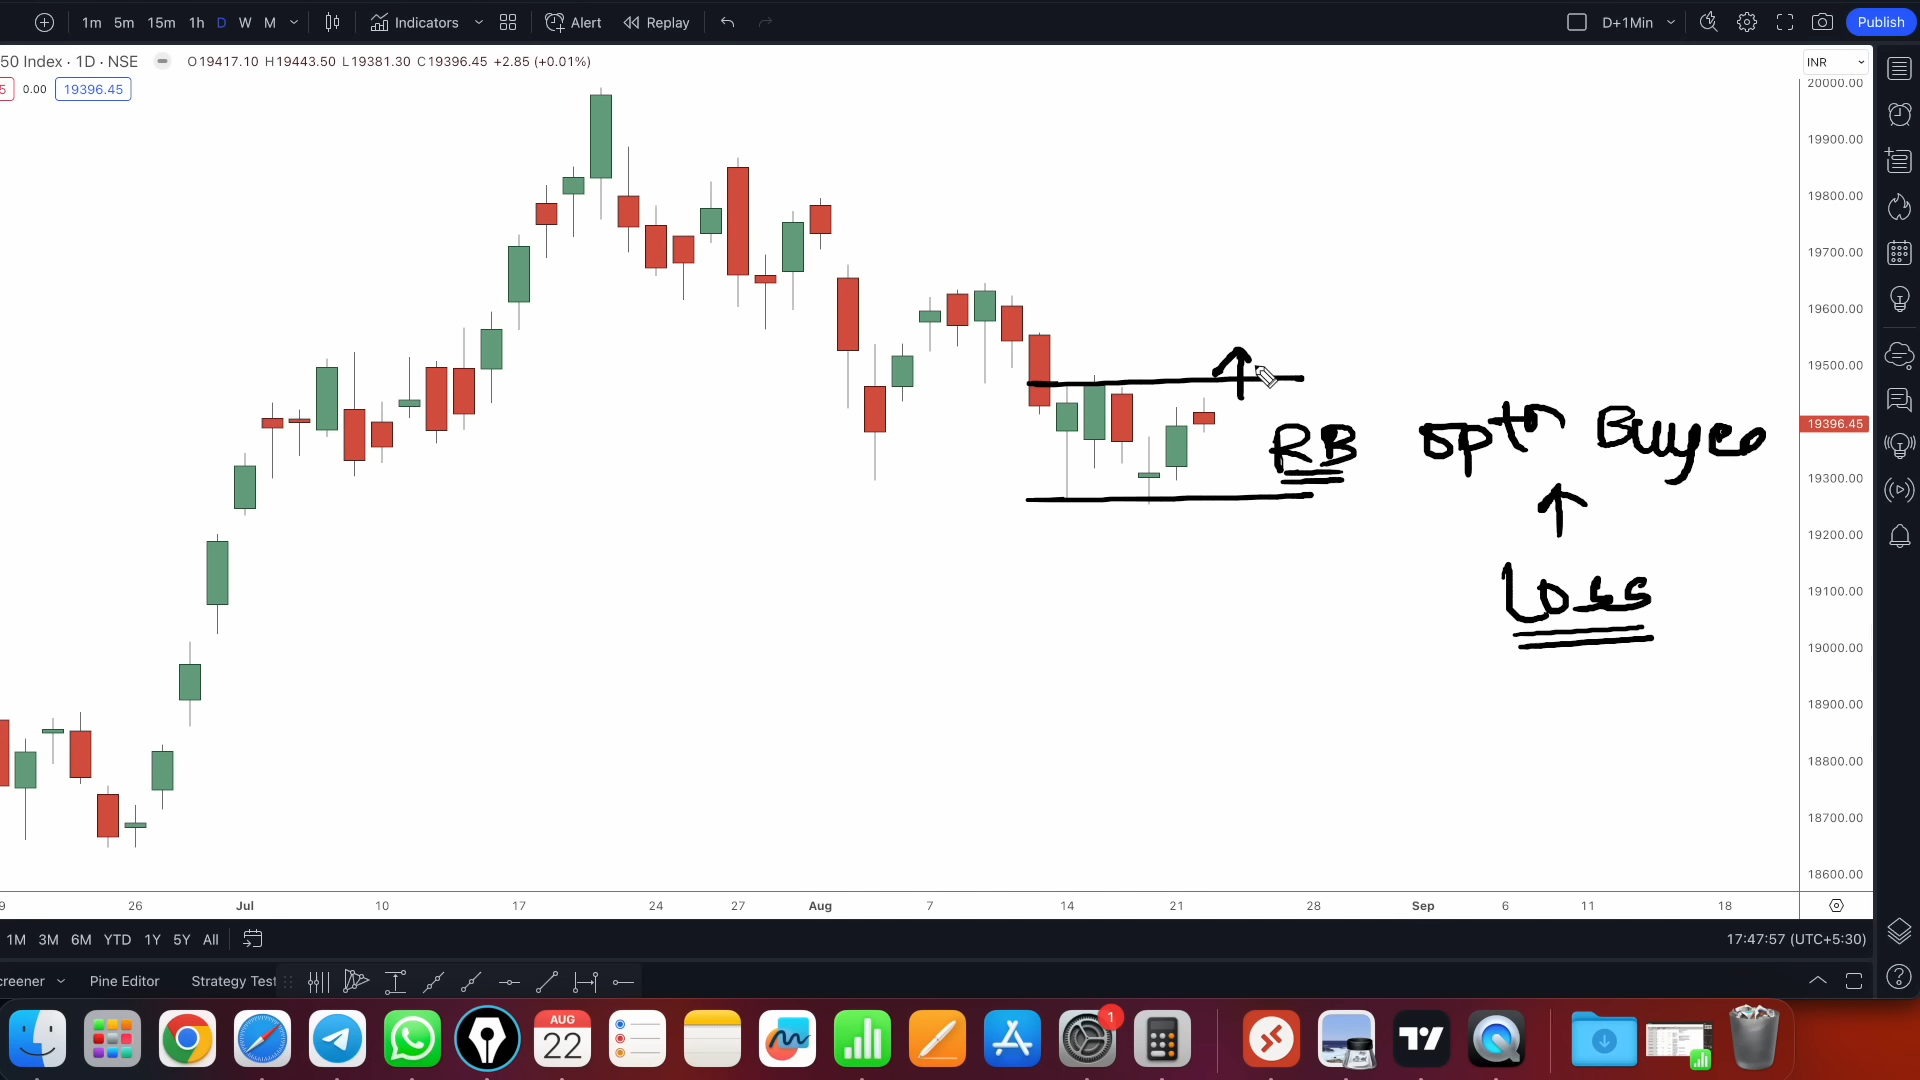 1m 5m 15m 1h D W M Indicators Alert Replay D+1Min Publish
50 Index · 1D · NSE O19417.10 H19443.50 L19381.30 C19396.45 +2.85 (+0.01%) INR
5 0.00 19396.45
20000.00
19900.00
19800.00
19700.00
19600.00
19500.00
19396.45
19300.00
19200.00
19100.00
19000.00
18900.00
18800.00
18700.00
18600.00
RB optn Buyer
Loss
9 26 Jul 10 17 24 27 Aug 7 14 21 28 Sep 6 11 18
1M 3M 6M YTD 1Y 5Y All 17:47:57 (UTC+5:30)
creener Pine Editor Strategy Test
AUG
22
1